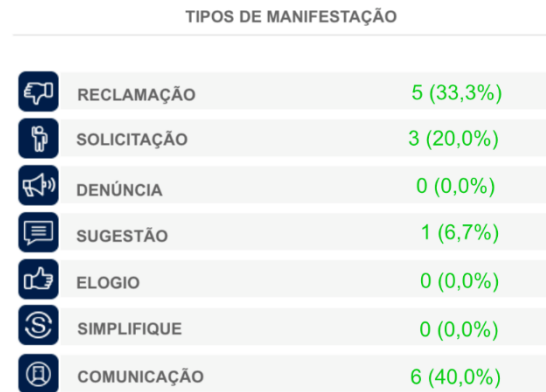 TIPOS DE MANIFESTAÇÃO
RECLAMAÇÃO 5 (33,3%)
SOLICITAÇÃO 3 (20,0%)
DENÚNCIA 0 (0,0%)
SUGESTÃO 1 (6,7%)
ELOGIO 0 (0,0%)
SIMPLIFIQUE 0 (0,0%)
COMUNICAÇÃO 6 (40,0%)